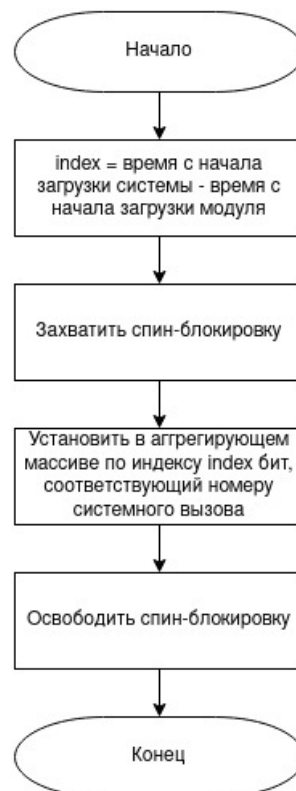 Начало
index = время с начала
загрузки системы - время с
начала загрузки модуля
Захватить спин-блокировку
Установить в аггрегирующем
массиве по индексу index бит,
соответствующий номеру
системного вызова
Освободить спин-блокировку
Конец